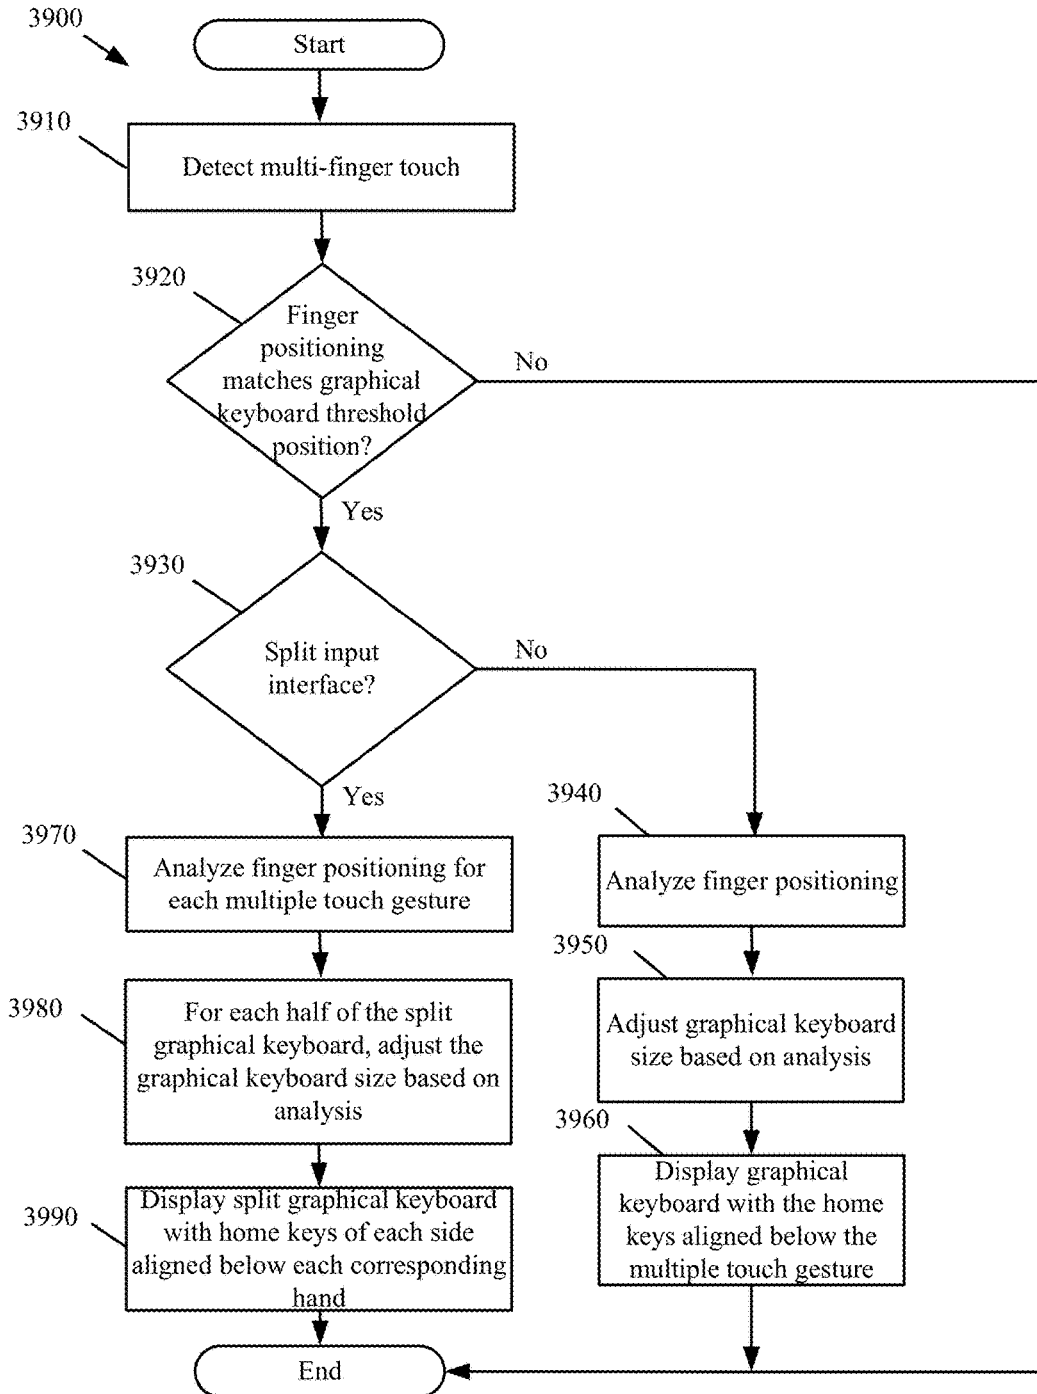 3900
Start
3910
Detect multi-finger touch
3920
Finger
positioning
matches graphical
keyboard threshold
position?
No
Yes
3930
Split input
interface?
No
Yes
3970
Analyze finger positioning for
each multiple touch gesture
3980
For each half of the split
graphical keyboard, adjust the
graphical keyboard size based on
analysis
3990
Display split graphical keyboard
with home keys of each side
aligned below each corresponding
hand
3940
Analyze finger positioning
3950
Adjust graphical keyboard
size based on analysis
3960
Display graphical
keyboard with the home
keys aligned below the
multiple touch gesture
End